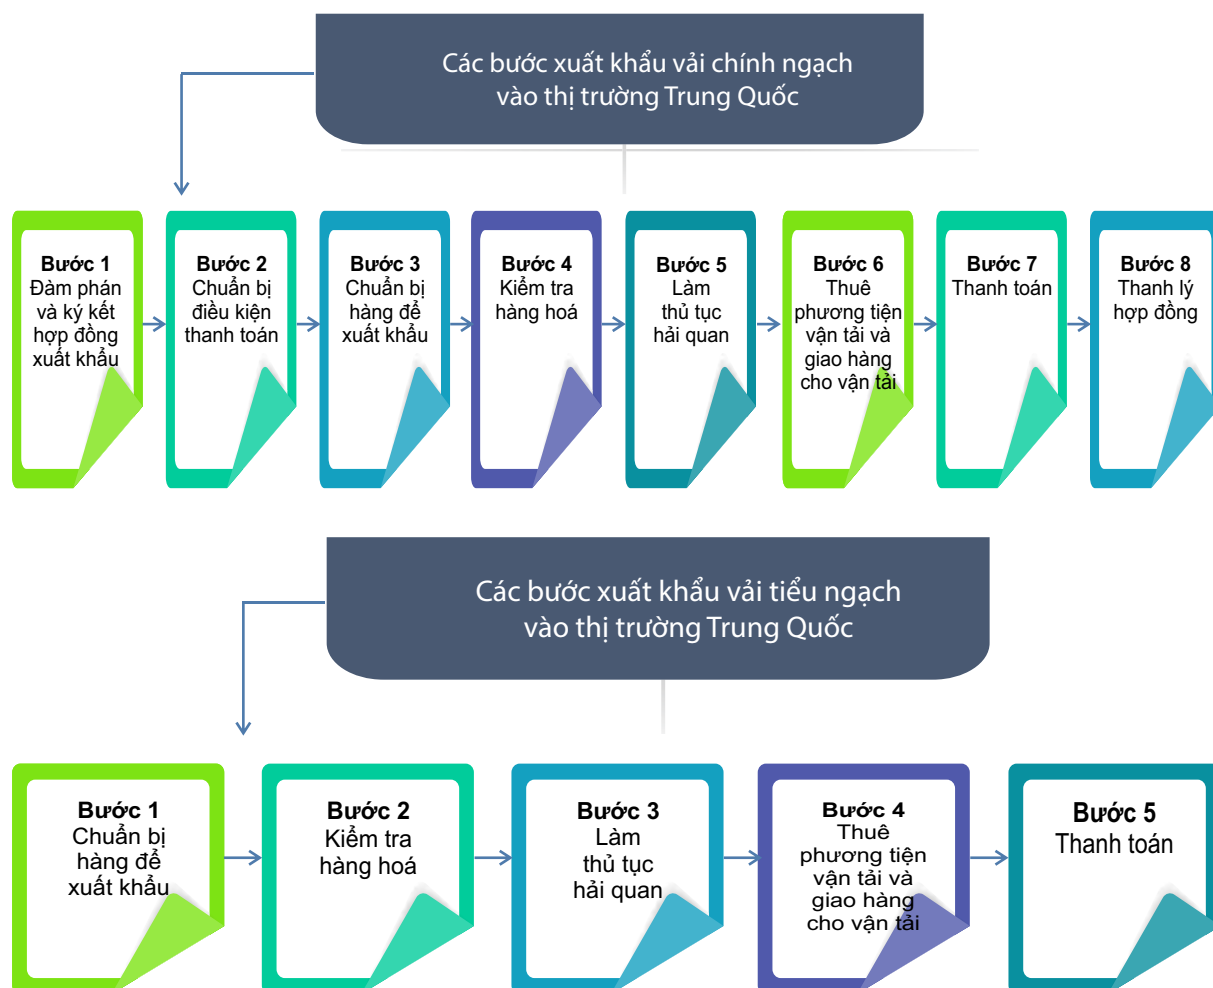 Các bước xuất khẩu vải chính ngạch
vào thị trường Trung Quốc
Bước 1
Đàm phán
và ký kết
hợp đồng
xuất khẩu
Bước 2
Chuẩn bị
điều kiện
thanh toán
Bước 3
Chuẩn bị
hàng để
xuất khẩu
Bước 4
Kiểm tra
hàng hoá
Bước 5
Làm
thủ tục
hải quan
Bước 6
Thuê
phương tiện
vận tải và
giao hàng
cho vận tải
Bước 7
Thanh toán
Bước 8
Thanh lý
hợp đồng
Các bước xuất khẩu vải tiểu ngạch
vào thị trường Trung Quốc
Bước 1
Chuẩn bị
hàng để
xuất khẩu
Bước 2
Kiểm tra
hàng hoá
Bước 3
Làm
thủ tục
hải quan
Bước 4
Thuê
phương tiện
vận tải và
giao hàng
cho vận tải
Bước 5
Thanh toán